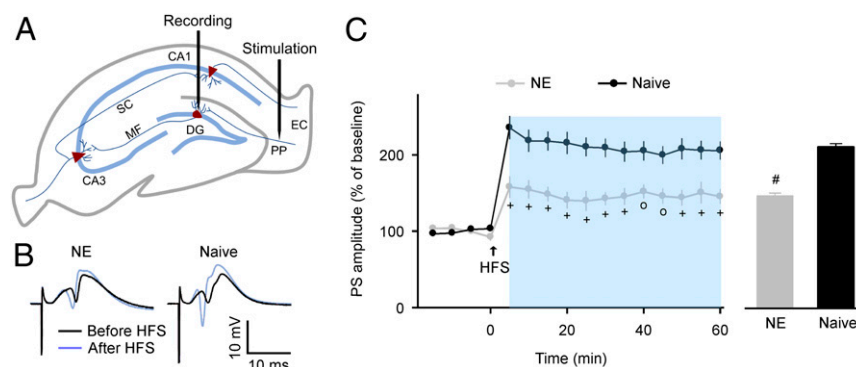 A
Recording
Stimulation
CA1
SC
MF
DG
EC
PP
CA3
B
NE
Naive
Before HFS
After HFS
10 mV
10 ms
C
NE
Naive
PS amplitude (% of baseline)
200
100
0
HFS
+ + + + + + + o o + + +
0
20
40
60
Time (min)
#
NE
Naive